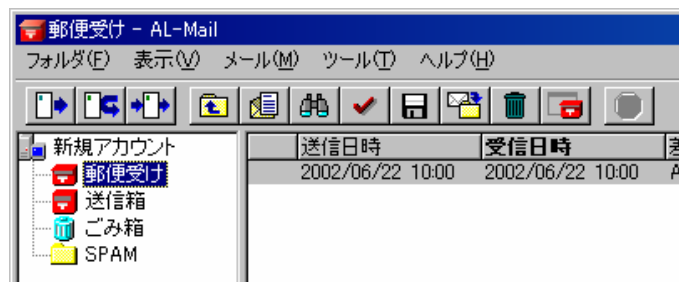 郵便受け - AL-Mail
フォルダ(F) 表示(V) メール(M) ツール(T) ヘルプ(H)
新規アカウント
郵便受け
送信箱
ごみ箱
SPAM
送信日時 受信日時 差
2002/06/22 10:00 2002/06/22 10:00 A